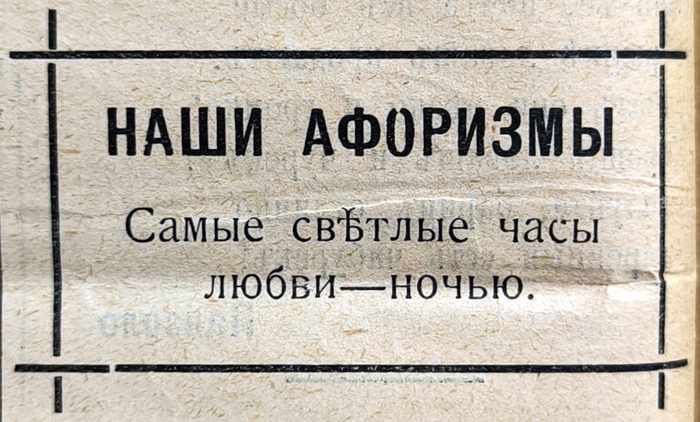 НАШИ АФОРИЗМЫ
Самые свѣтлые часы
любви—ночью.